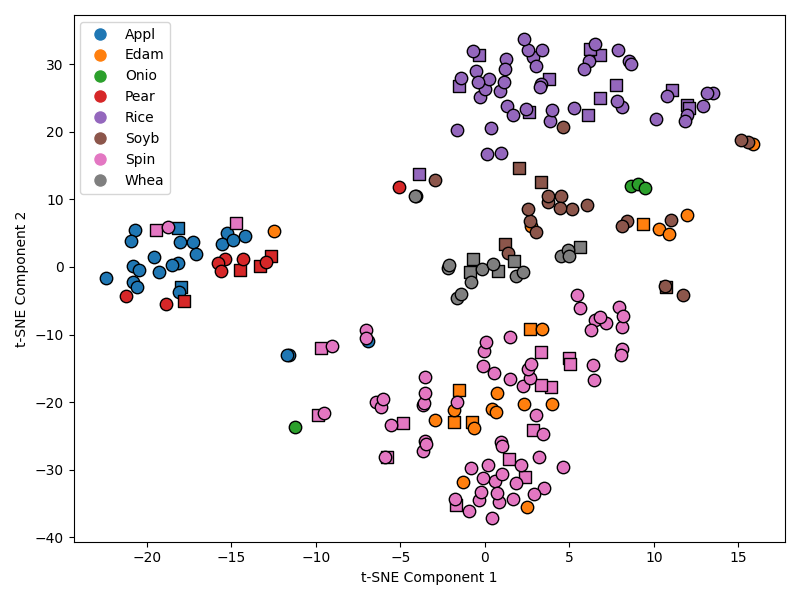 Appl
Edam
Onio
Pear
Rice
Soyb
Spin
Whea
t-SNE Component 2
30
20
10
0
−10
−20
−30
−40
−20
−15
−10
−5
0
5
10
15
t-SNE Component 1